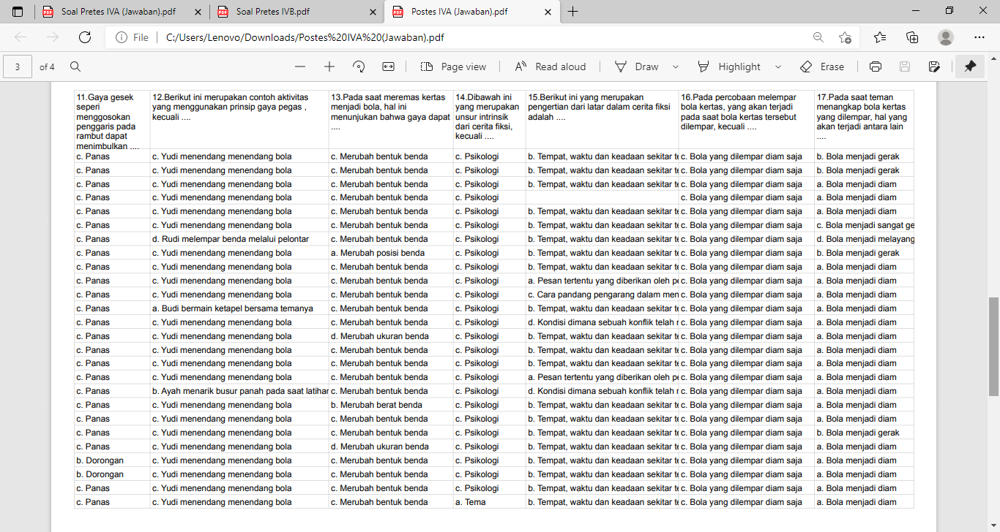 Soal Pretes IVA (Jawaban).pdf Soal Pretes IVB.pdf Postes IVA (Jawaban).pdf
File C:/Users/Lenovo/Downloads/Postes%20IVA%20(Jawaban).pdf
3 of 4 Page view Read aloud Draw Highlight Erase
11.Gaya gesek seperi menggosokan penggaris pada rambut dapat menimbulkan .... 12.Berikut ini merupakan contoh aktivitas yang menggunakan prinsip gaya pegas , kecuali .... 13.Pada saat meremas kertas menjadi bola, hal ini menunjukan bahwa gaya dapat .... 14.Dibawah ini yang merupakan unsur intrinsik dari cerita fiksi, kecuali .... 15.Berikut ini yang merupakan pengertian dari latar dalam cerita fiksi adalah .... 16.Pada percobaan melempar bola kertas, yang akan terjadi pada saat bola kertas tersebut dilempar, kecuali .... 17.Pada saat teman menangkap bola kertas yang dilempar, hal yang akan terjadi antara lain ....
c. Panas c. Yudi menendang menendang bola c. Merubah bentuk benda c. Psikologi b. Tempat, waktu dan keadaan sekitar c. Bola yang dilempar diam saja b. Bola menjadi gerak
c. Panas c. Yudi menendang menendang bola c. Merubah bentuk benda c. Psikologi b. Tempat, waktu dan keadaan sekitar c. Bola yang dilempar diam saja b. Bola menjadi gerak
c. Panas c. Yudi menendang menendang bola c. Merubah bentuk benda c. Psikologi b. Tempat, waktu dan keadaan sekitar c. Bola yang dilempar diam saja a. Bola menjadi diam
c. Panas c. Yudi menendang menendang bola c. Merubah bentuk benda c. Psikologi c. Bola yang dilempar diam saja a. Bola menjadi diam
c. Panas c. Yudi menendang menendang bola c. Merubah bentuk benda c. Psikologi b. Tempat, waktu dan keadaan sekitar c. Bola yang dilempar diam saja a. Bola menjadi diam
c. Panas c. Yudi menendang menendang bola c. Merubah bentuk benda c. Psikologi b. Tempat, waktu dan keadaan sekitar c. Bola yang dilempar diam saja c. Bola menjadi sangat ge
c. Panas d. Rudi melempar benda melalui pelontar c. Merubah bentuk benda c. Psikologi b. Tempat, waktu dan keadaan sekitar c. Bola yang dilempar diam saja d. Bola menjadi melayang
c. Panas c. Yudi menendang menendang bola a. Merubah posisi benda c. Psikologi b. Tempat, waktu dan keadaan sekitar c. Bola yang dilempar diam saja b. Bola menjadi gerak
c. Panas c. Yudi menendang menendang bola c. Merubah bentuk benda c. Psikologi b. Tempat, waktu dan keadaan sekitar c. Bola yang dilempar diam saja a. Bola menjadi diam
c. Panas c. Yudi menendang menendang bola c. Merubah bentuk benda c. Psikologi a. Pesan tertentu yang diberikan oleh c. Bola yang dilempar diam saja a. Bola menjadi diam
c. Panas c. Yudi menendang menendang bola c. Merubah bentuk benda c. Psikologi c. Cara pandang pengarang dalam men c. Bola yang dilempar diam saja a. Bola menjadi diam
c. Panas a. Budi bermain ketapel bersama temanya c. Merubah bentuk benda c. Psikologi b. Tempat, waktu dan keadaan sekitar c. Bola yang dilempar diam saja a. Bola menjadi diam
c. Panas c. Yudi menendang menendang bola c. Merubah bentuk benda c. Psikologi d. Kondisi dimana sebuah konflik telah c. Bola yang dilempar diam saja a. Bola menjadi diam
c. Panas c. Yudi menendang menendang bola d. Merubah ukuran benda c. Psikologi b. Tempat, waktu dan keadaan sekitar c. Bola yang dilempar diam saja a. Bola menjadi diam
c. Panas c. Yudi menendang menendang bola c. Merubah bentuk benda c. Psikologi b. Tempat, waktu dan keadaan sekitar c. Bola yang dilempar diam saja a. Bola menjadi diam
c. Panas c. Yudi menendang menendang bola c. Merubah bentuk benda c. Psikologi b. Tempat, waktu dan keadaan sekitar c. Bola yang dilempar diam saja a. Bola menjadi diam
c. Panas c. Yudi menendang menendang bola c. Merubah bentuk benda c. Psikologi a. Pesan tertentu yang diberikan oleh c. Bola yang dilempar diam saja a. Bola menjadi diam
c. Panas b. Ayah menarik busur panah pada saat latihan c. Merubah bentuk benda c. Psikologi d. Kondisi dimana sebuah konflik telah c. Bola yang dilempar diam saja a. Bola menjadi diam
c. Panas c. Yudi menendang menendang bola b. Merubah berat benda c. Psikologi b. Tempat, waktu dan keadaan sekitar c. Bola yang dilempar diam saja a. Bola menjadi diam
c. Panas c. Yudi menendang menendang bola c. Merubah bentuk benda c. Psikologi b. Tempat, waktu dan keadaan sekitar c. Bola yang dilempar diam saja a. Bola menjadi diam
c. Panas c. Yudi menendang menendang bola c. Merubah bentuk benda c. Psikologi b. Tempat, waktu dan keadaan sekitar c. Bola yang dilempar diam saja b. Bola menjadi gerak
c. Panas c. Yudi menendang menendang bola d. Merubah ukuran benda c. Psikologi b. Tempat, waktu dan keadaan sekitar c. Bola yang dilempar diam saja a. Bola menjadi diam
b. Dorongan c. Yudi menendang menendang bola c. Merubah bentuk benda c. Psikologi b. Tempat, waktu dan keadaan sekitar c. Bola yang dilempar diam saja a. Bola menjadi diam
b. Dorongan c. Yudi menendang menendang bola c. Merubah bentuk benda c. Psikologi b. Tempat, waktu dan keadaan sekitar c. Bola yang dilempar diam saja a. Bola menjadi diam
c. Panas c. Yudi menendang menendang bola c. Merubah bentuk benda c. Psikologi b. Tempat, waktu dan keadaan sekitar c. Bola yang dilempar diam saja a. Bola menjadi diam
c. Panas c. Yudi menendang menendang bola c. Merubah bentuk benda a. Tema b. Tempat, waktu dan keadaan sekitar c. Bola yang dilempar diam saja a. Bola menjadi diam